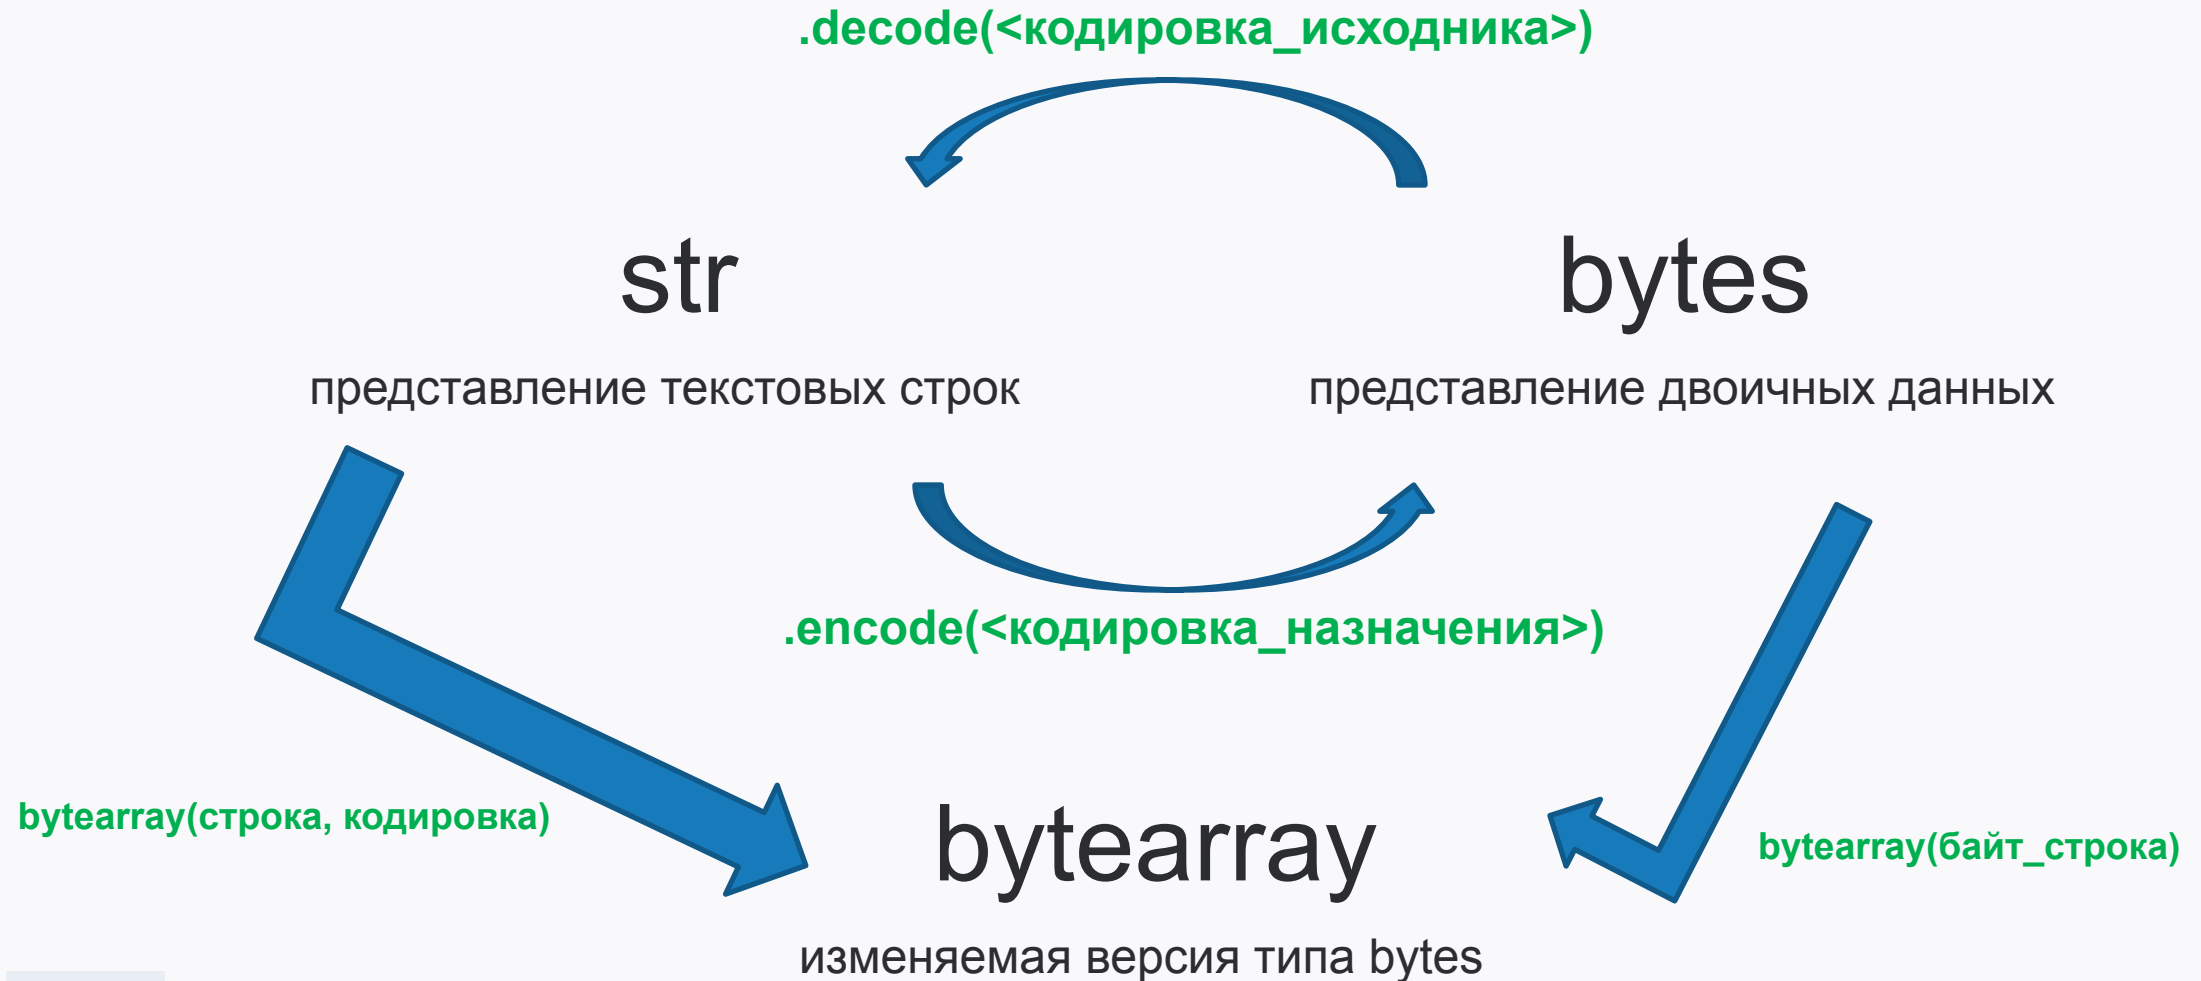 .decode(<кодировка_исходника>)
str
bytes
представление текстовых строк
представление двоичных данных
.encode(<кодировка_назначения>)
bytearray(строка, кодировка)
bytearray
bytearray(байт_строка)
изменяемая версия типа bytes